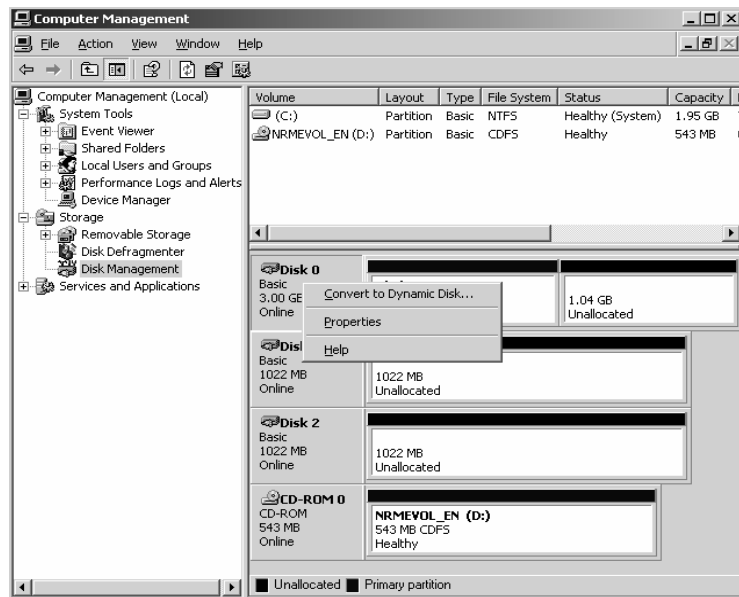 Computer Management
File Action View Window Help
Computer Management (Local)
System Tools
Event Viewer
Shared Folders
Local Users and Groups
Performance Logs and Alerts
Device Manager
Storage
Removable Storage
Disk Defragmenter
Disk Management
Services and Applications
Volume Layout Type File System Status Capacity
(C:) Partition Basic NTFS Healthy (System) 1.95 GB
NRMEVOL_EN (D:) Partition Basic CDFS Healthy 543 MB
Disk 0
Basic
3.00 GB
Online
1.04 GB
Unallocated
Convert to Dynamic Disk...
Properties
Help
Basic
1022 MB
Online
1022 MB
Unallocated
Disk 2
Basic
1022 MB
Online
1022 MB
Unallocated
CD-ROM 0
CD-ROM
543 MB
Online
NRMEVOL_EN (D:)
543 MB CDFS
Healthy
Unallocated Primary partition